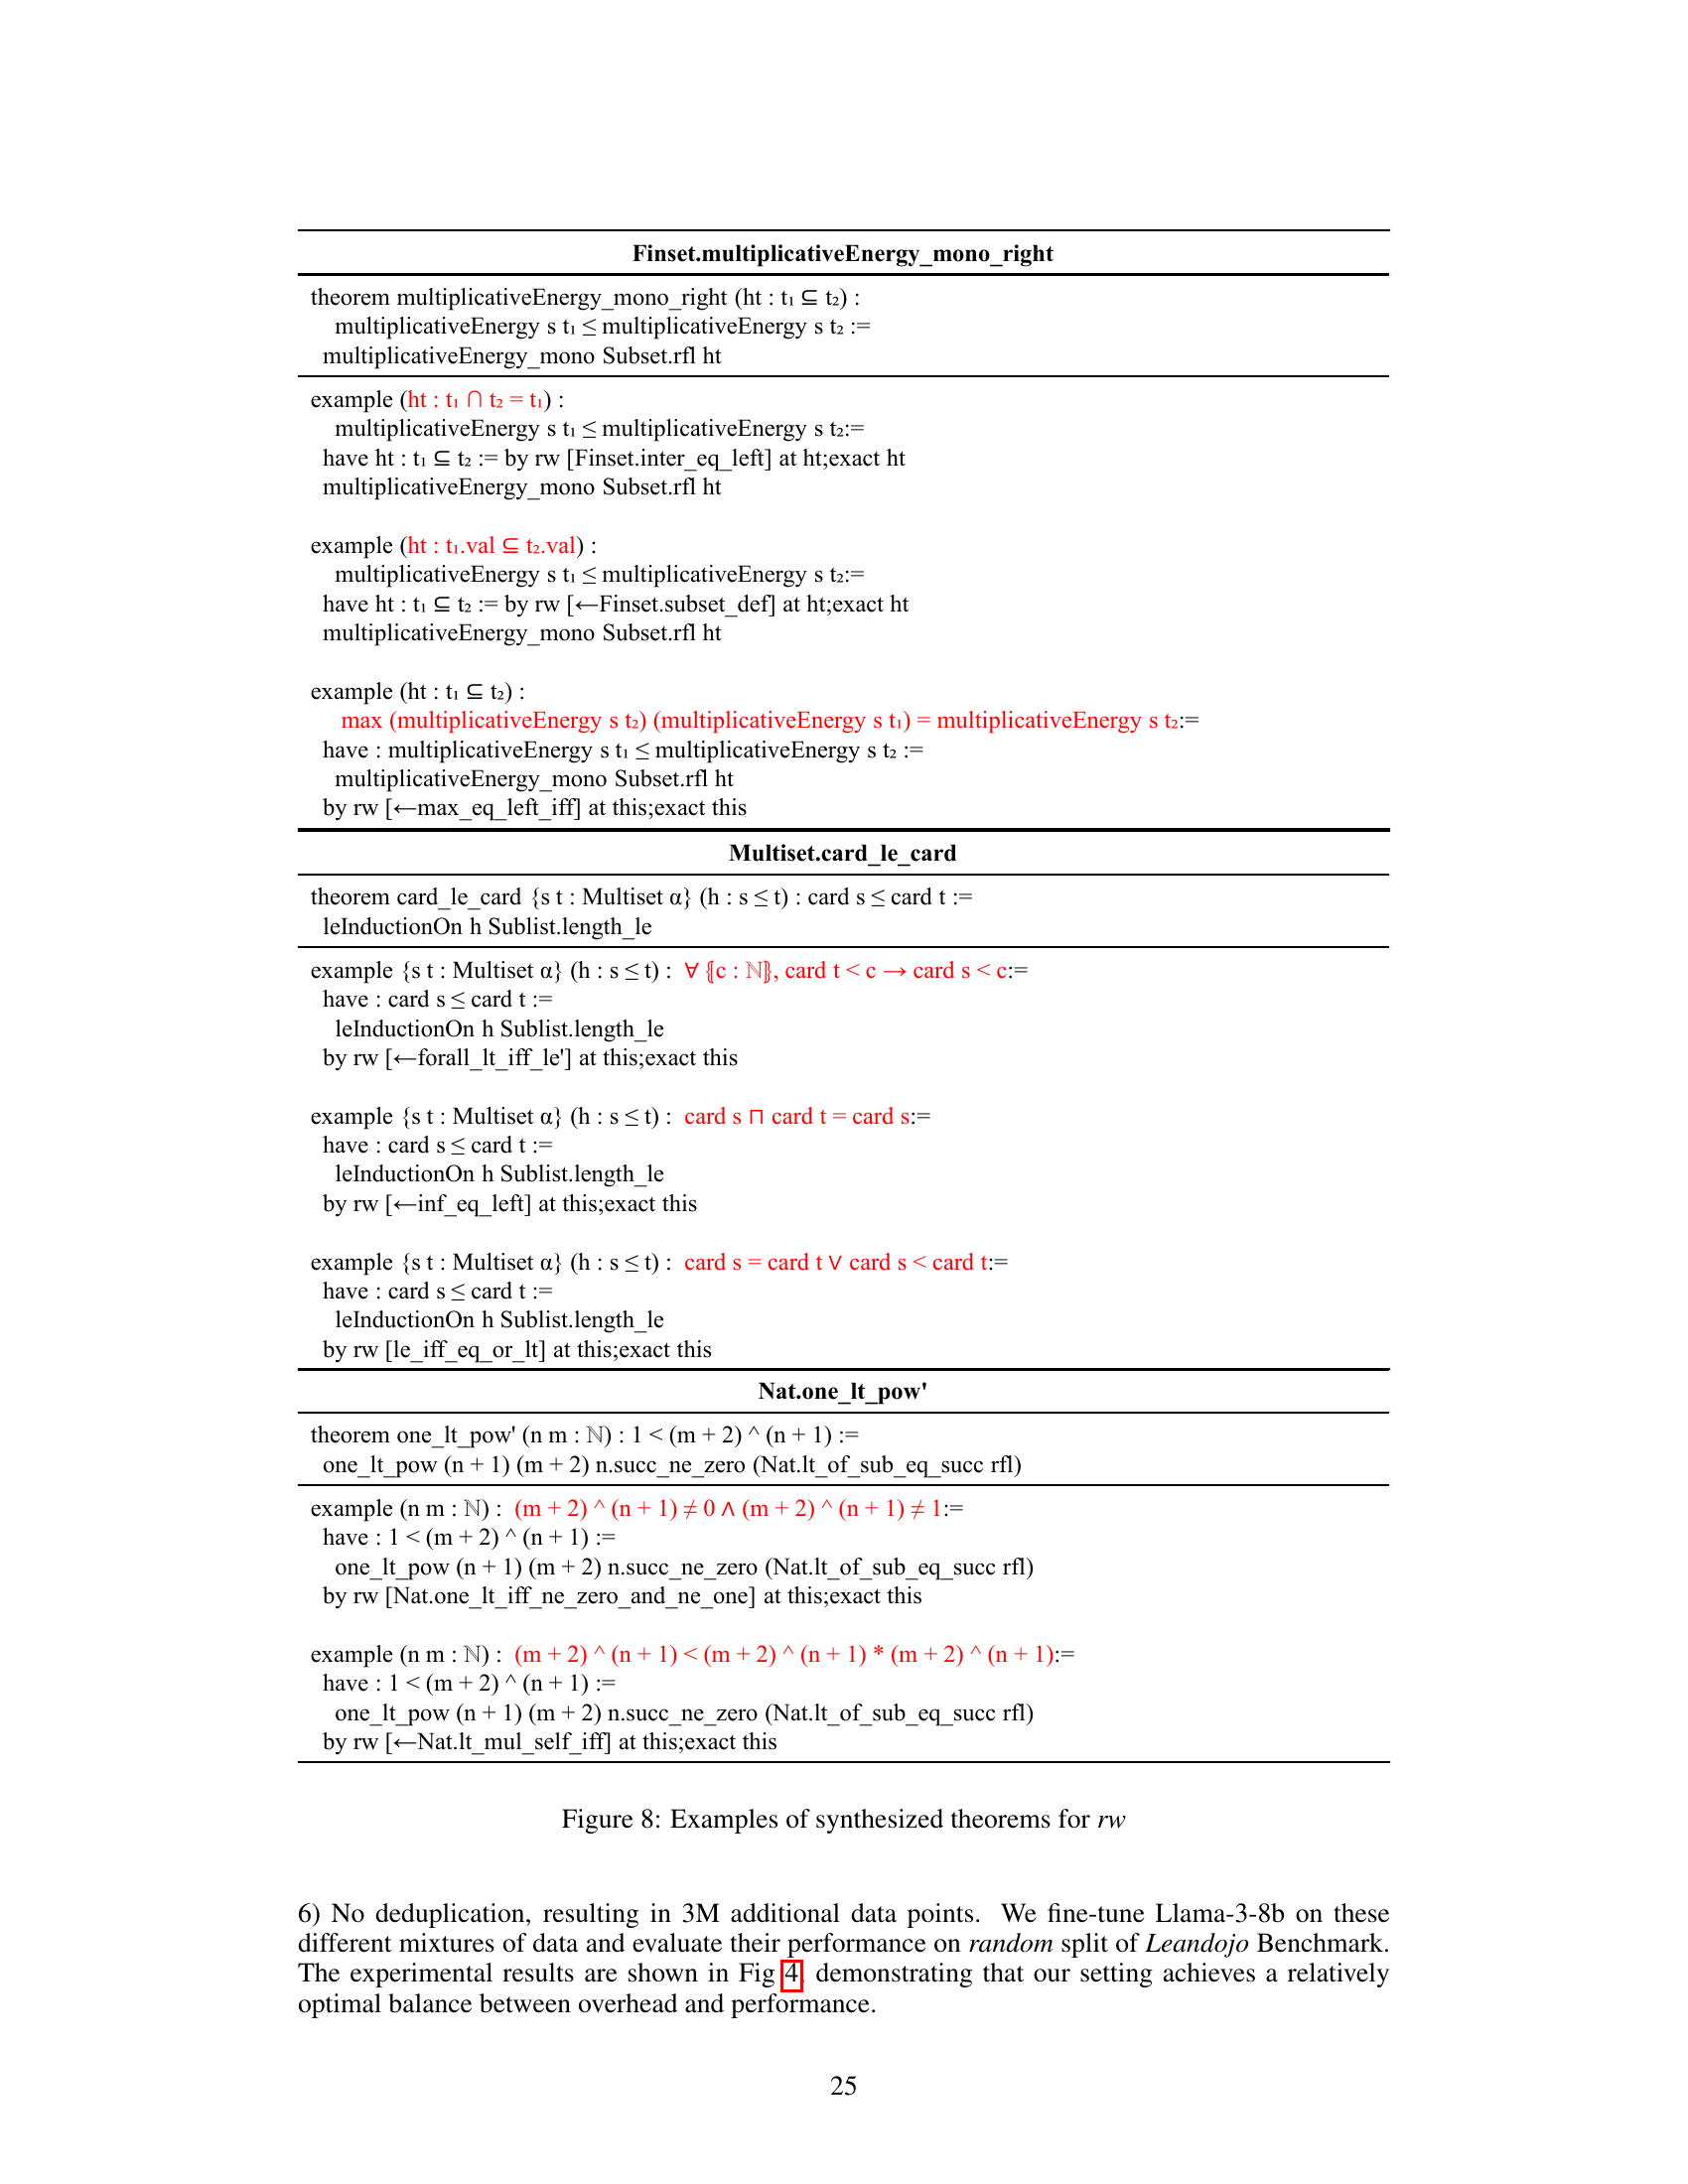 Finset.multiplicativeEnergy_mono_right
theorem multiplicativeEnergy_mono_right (ht : t₁ ⊆ t₂) :
multiplicativeEnergy s t₁ ≤ multiplicativeEnergy s t₂ :=
multiplicativeEnergy_mono Subset.rfl ht
example (ht : t₁ ∩ t₂ = t₁) :
multiplicativeEnergy s t₁ ≤ multiplicativeEnergy s t₂:=
have ht : t₁ ⊆ t₂ := by rw [Finset.inter_eq_left] at ht;exact ht
multiplicativeEnergy_mono Subset.rfl ht
example (ht : t₁.val ⊆ t₂.val) :
multiplicativeEnergy s t₁ ≤ multiplicativeEnergy s t₂:=
have ht : t₁ ⊆ t₂ := by rw [←Finset.subset_def] at ht;exact ht
multiplicativeEnergy_mono Subset.rfl ht
example (ht : t₁ ⊆ t₂) :
max (multiplicativeEnergy s t₂) (multiplicativeEnergy s t₁) = multiplicativeEnergy s t₂:=
have : multiplicativeEnergy s t₁ ≤ multiplicativeEnergy s t₂ :=
multiplicativeEnergy_mono Subset.rfl ht
by rw [←max_eq_left_iff] at this;exact this
Multiset.card_le_card
theorem card_le_card {s t : Multiset α} (h : s ≤ t) : card s ≤ card t :=
leInductionOn h Sublist.length_le
example {s t : Multiset α} (h : s ≤ t) : ∀ ⦃c : ℕ⦄, card t < c → card s < c:=
have : card s ≤ card t :=
leInductionOn h Sublist.length_le
by rw [←forall_lt_iff_le'] at this;exact this
example {s t : Multiset α} (h : s ≤ t) : card s ⊓ card t = card s:=
have : card s ≤ card t :=
leInductionOn h Sublist.length_le
by rw [←inf_eq_left] at this;exact this
example {s t : Multiset α} (h : s ≤ t) : card s = card t ∨ card s < card t:=
have : card s ≤ card t :=
leInductionOn h Sublist.length_le
by rw [le_iff_eq_or_lt] at this;exact this
Nat.one_lt_pow'
theorem one_lt_pow' (n m : ℕ) : 1 < (m + 2) ^ (n + 1) :=
one_lt_pow (n + 1) (m + 2) n.succ_ne_zero (Nat.lt_of_sub_eq_succ rfl)
example (n m : ℕ) : (m + 2) ^ (n + 1) ≠ 0 ∧ (m + 2) ^ (n + 1) ≠ 1:=
have : 1 < (m + 2) ^ (n + 1) :=
one_lt_pow (n + 1) (m + 2) n.succ_ne_zero (Nat.lt_of_sub_eq_succ rfl)
by rw [Nat.one_lt_iff_ne_zero_and_ne_one] at this;exact this
example (n m : ℕ) : (m + 2) ^ (n + 1) < (m + 2) ^ (n + 1) * (m + 2) ^ (n + 1):=
have : 1 < (m + 2) ^ (n + 1) :=
one_lt_pow (n + 1) (m + 2) n.succ_ne_zero (Nat.lt_of_sub_eq_succ rfl)
by rw [←Nat.lt_mul_self_iff] at this;exact this
Figure 8: Examples of synthesized theorems for rw
6) No deduplication, resulting in 3M additional data points. We fine-tune Llama-3-8b on these
different mixtures of data and evaluate their performance on random split of Leandojo Benchmark.
The experimental results are shown in Fig 4, demonstrating that our setting achieves a relatively
optimal balance between overhead and performance.
25